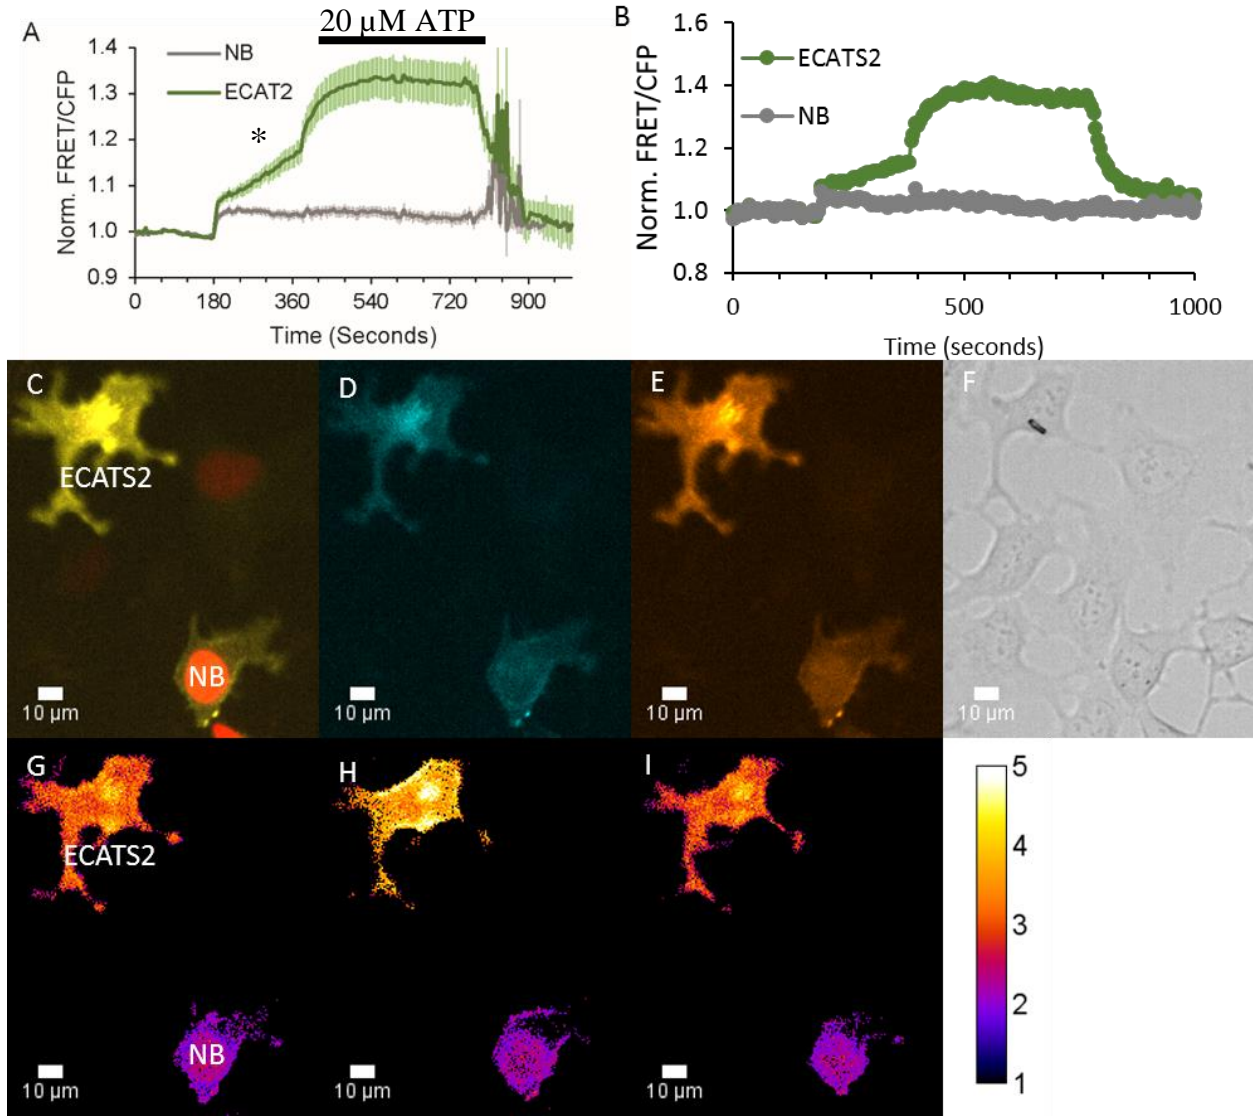 A
20 µM ATP
NB
ECAT2
*
Norm. FRET/CFP
1.4
1.3
1.2
1.1
1.0
0.9
0 180 360 540 720 900
Time (Seconds)
B
ECATS2
NB
Norm. FRET/CFP
1.6
1.4
1.2
1.0
0.8
0 500 1000
Time (seconds)
C
ECATS2
NB
10 µm
D
10 µm
E
10 µm
F
10 µm
G
ECATS2
NB
10 µm
H
10 µm
I
10 µm
5
4
3
2
1